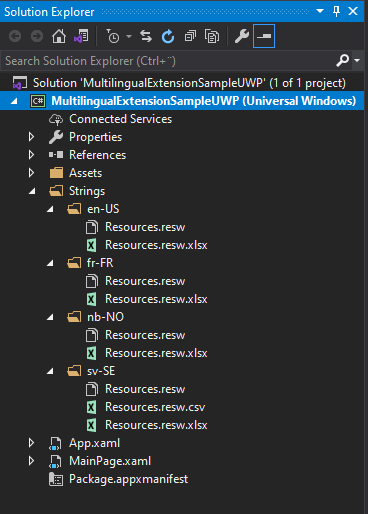 Solution Explorer
Search Solution Explorer (Ctrl+¨)
Solution 'MultilingualExtensionSampleUWP' (1 of 1 project)
C# MultilingualExtensionSampleUWP (Universal Windows)
Connected Services
Properties
References
Assets
Strings
en-US
Resources.resw
Resources.resw.xlsx
fr-FR
Resources.resw
Resources.resw.xlsx
nb-NO
Resources.resw
Resources.resw.xlsx
sv-SE
Resources.resw
Resources.resw.csv
Resources.resw.xlsx
App.xaml
MainPage.xaml
Package.appxmanifest